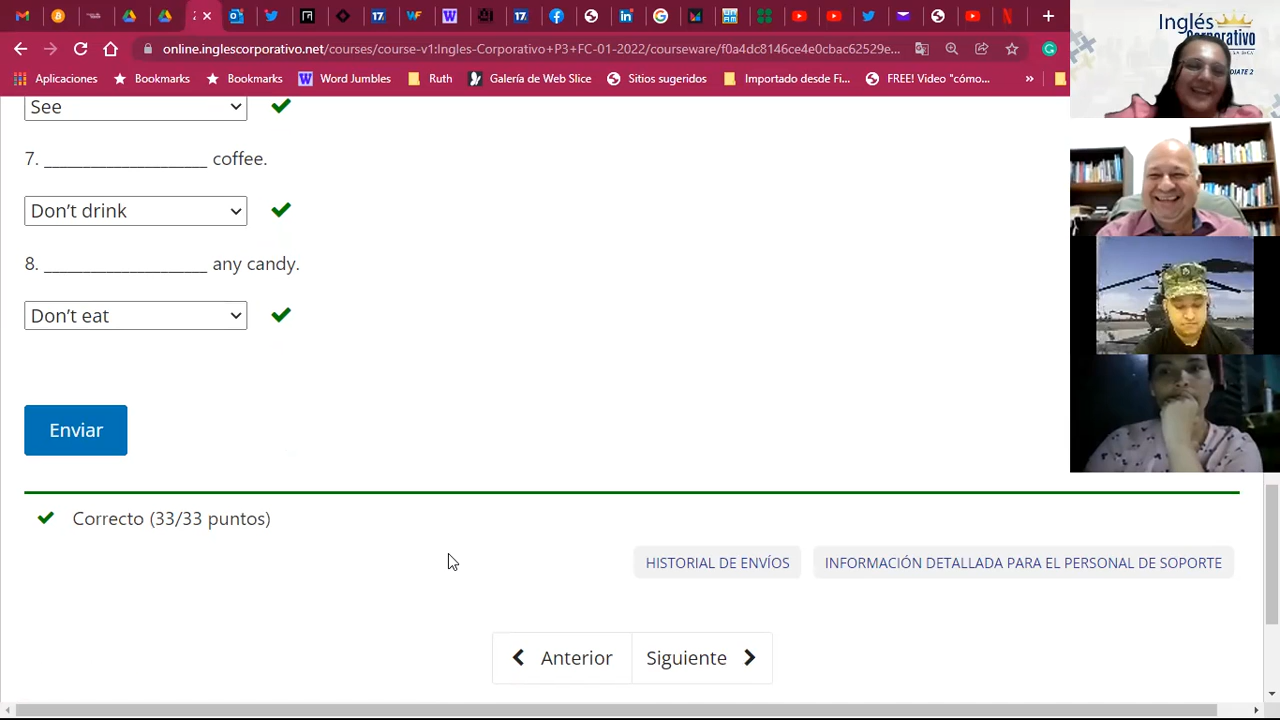 online.inglescorporativo.net/courses/course-v1:Ingles-Corporativo+P3+FC-01-2022/courseware/f0a4dc8146ce4e0cbac62529e...
Aplicaciones
Bookmarks
Bookmarks
Word Jumbles
Ruth
Galería de Web Slice
Sitios sugeridos
Importado desde Fi...
FREE! Video "cómo...
»
Inglés
Corporativo
See
7. ____________________ coffee.
Don't drink
8. ____________________ any candy.
Don't eat
Enviar
Correcto (33/33 puntos)
HISTORIAL DE ENVÍOS
INFORMACIÓN DETALLADA PARA EL PERSONAL DE SOPORTE
Anterior
Siguiente